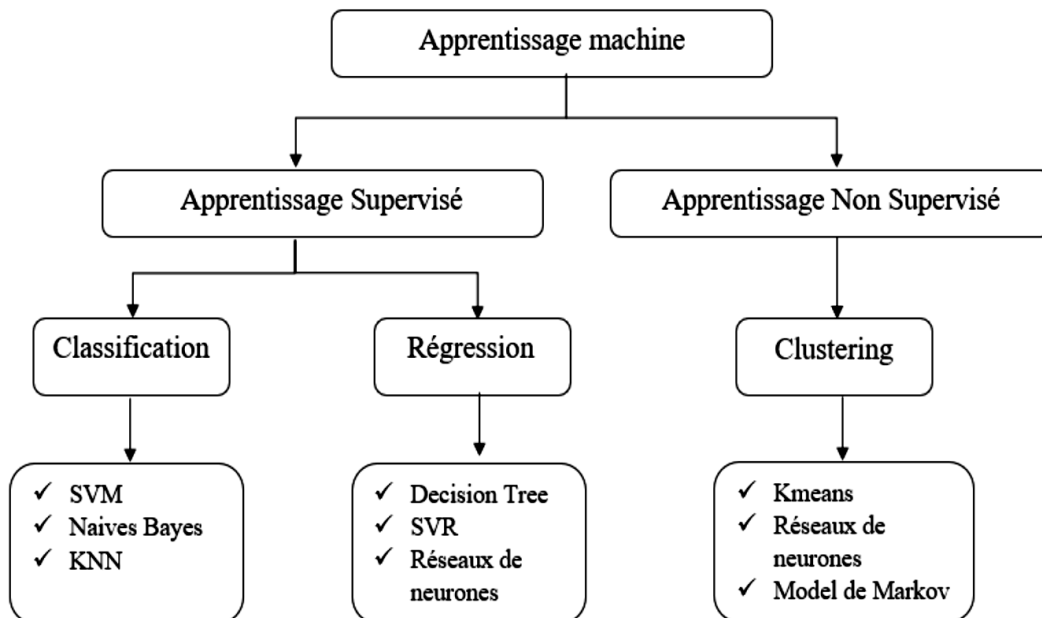 Apprentissage machine
Apprentissage Supervisé
Apprentissage Non Supervisé
Classification
Régression
Clustering
✓ SVM
✓ Naives Bayes
✓ KNN
✓ Decision Tree
✓ SVR
✓ Réseaux de
neurones
✓ Kmeans
✓ Réseaux de
neurones
✓ Model de Markov